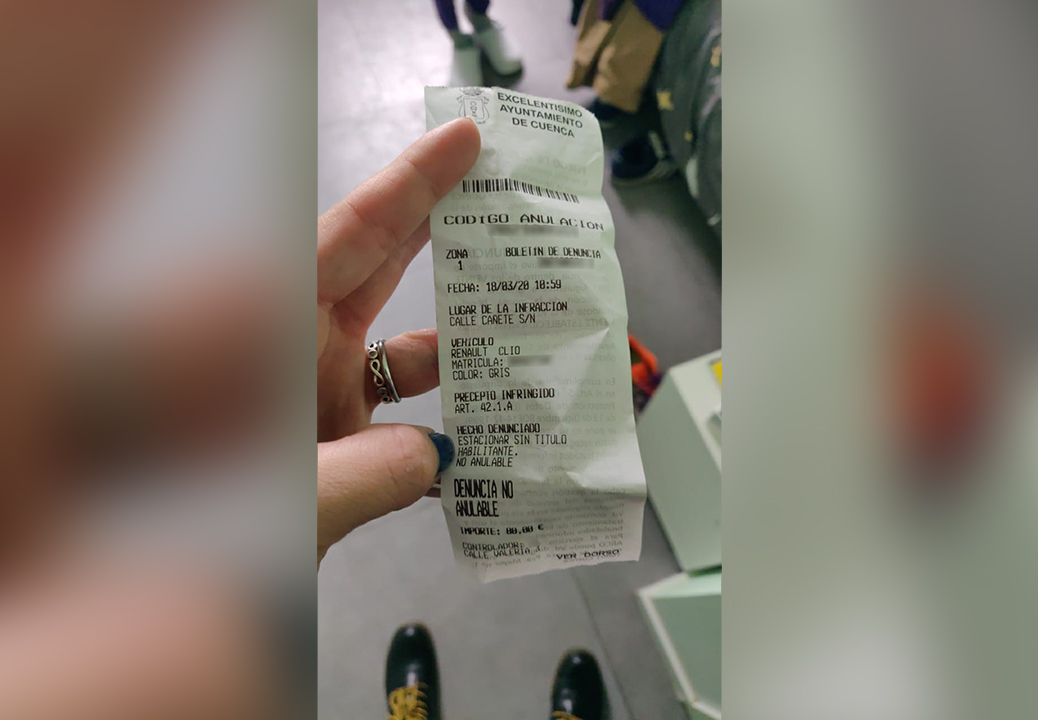 EXCELENTISIMO
AYUNTAMIENTO
DE CUENCA
CODIGO ANULACION
ZONA BOLETIN DE DENUNCIA
1
FECHA: 18/03/20 10:59
LUGAR DE LA INFRACCION
CALLE CAÑETE S/N
VEHICULO
RENAULT CLIO
MATRICULA:
COLOR: GRIS
PRECEPTO INFRINGIDO
ART. 42.1.A
HECHO DENUNCIADO
ESTACIONAR SIN TITULO
HABILITANTE.
NO ANULABLE
DENUNCIA NO
ANULABLE
IMPORTE: 80,00 €
CONTROLADOR:
CALLE VALERIA,
VER DORSO